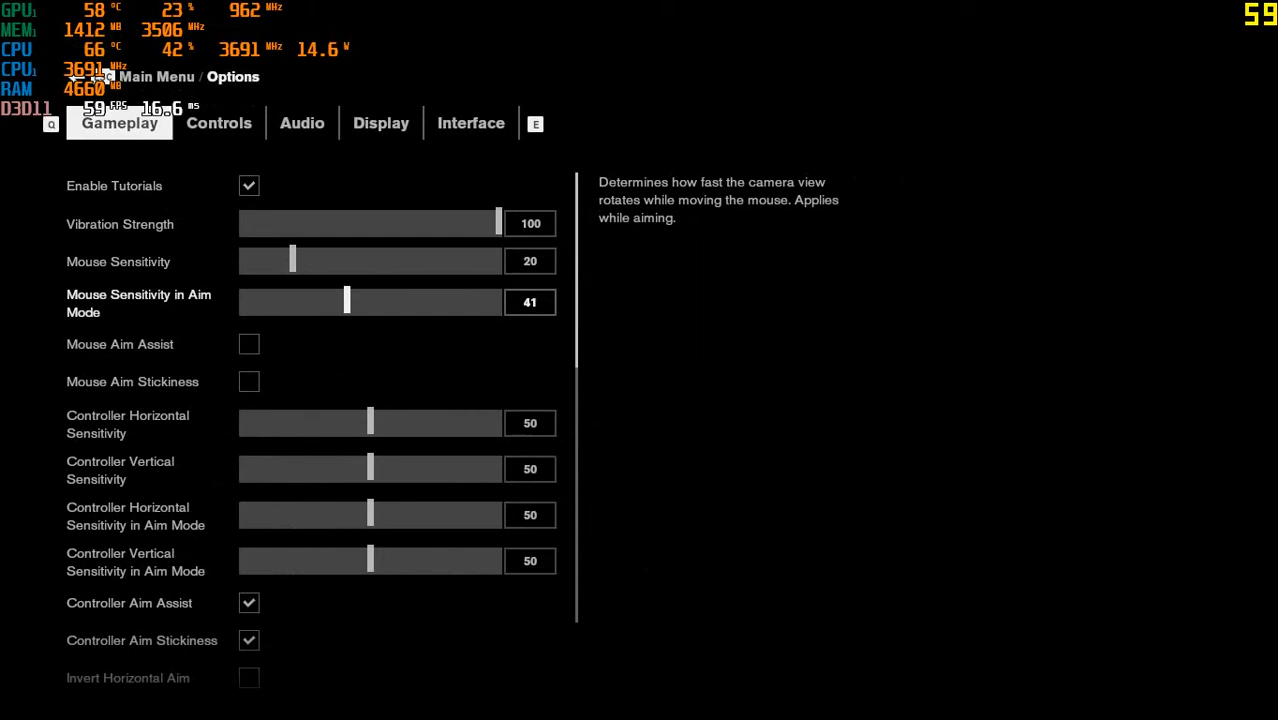 GPU1 58 °C 23 % 962 MHz
59
MEM1 1412 MB 3506 MHz
CPU 66 °C 42 % 3691 MHz 14.6 W
CPU1 3691 MHz
Main Menu / Options
RAM 4660 MB
D3D11 59 FPS 16.6 ms
Q Gameplay Controls Audio Display Interface E
Enable Tutorials
Vibration Strength 100
Mouse Sensitivity 20
Mouse Sensitivity in Aim
Mode
41
Mouse Aim Assist
Mouse Aim Stickiness
Controller Horizontal
Sensitivity
50
Controller Vertical
Sensitivity
50
Controller Horizontal
Sensitivity in Aim Mode
50
Controller Vertical
Sensitivity in Aim Mode
50
Controller Aim Assist
Controller Aim Stickiness
Invert Horizontal Aim
Determines how fast the camera view
rotates while moving the mouse. Applies
while aiming.